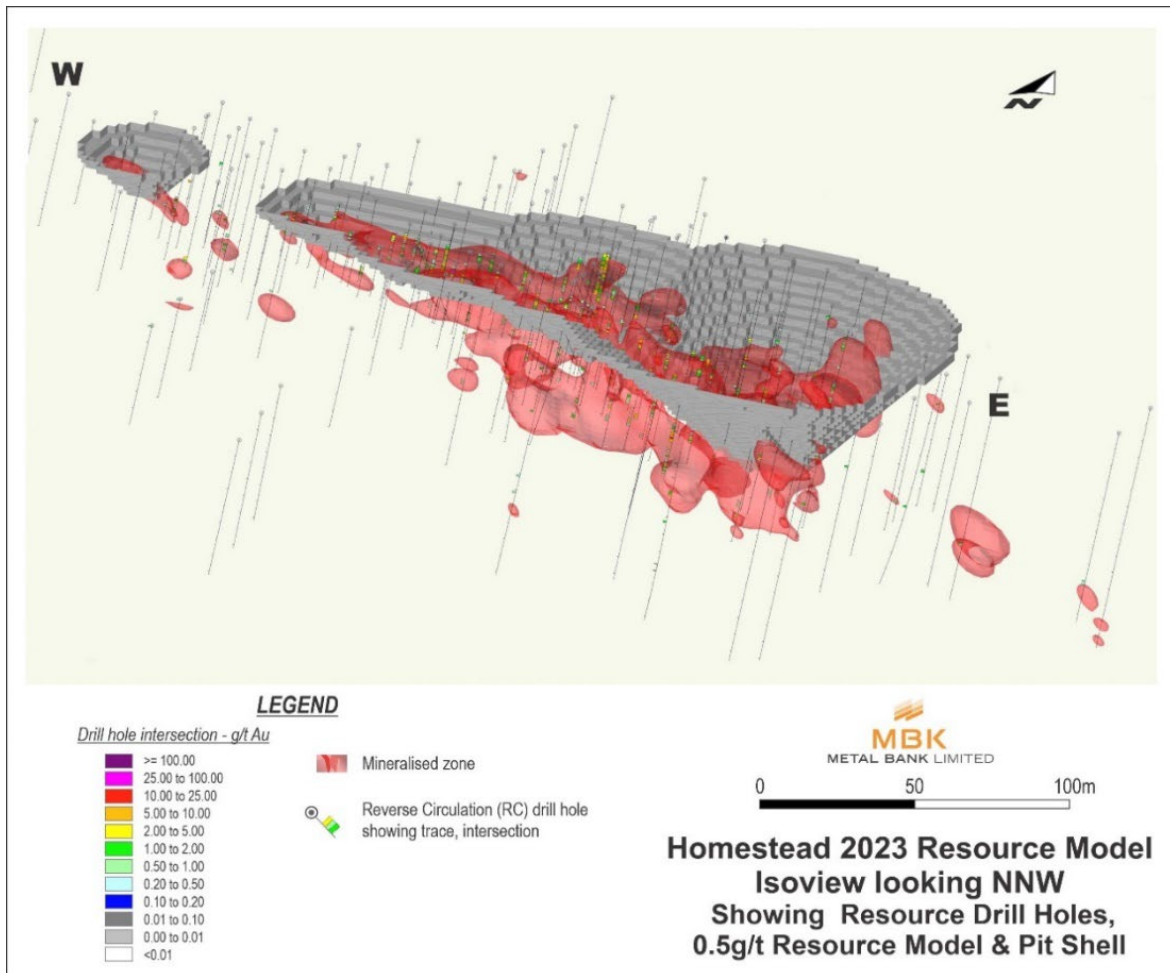 W
N
E
LEGEND
Drill hole intersection - g/t Au
>= 100.00
25.00 to 100.00
10.00 to 25.00
5.00 to 10.00
2.00 to 5.00
1.00 to 2.00
0.50 to 1.00
0.20 to 0.50
0.10 to 0.20
0.01 to 0.10
0.00 to 0.01
<0.01
Mineralised zone
Reverse Circulation (RC) drill hole
showing trace, intersection
MBK
METAL BANK LIMITED
0 50 100m
Homestead 2023 Resource Model
Isoview looking NNW
Showing Resource Drill Holes,
0.5g/t Resource Model & Pit Shell